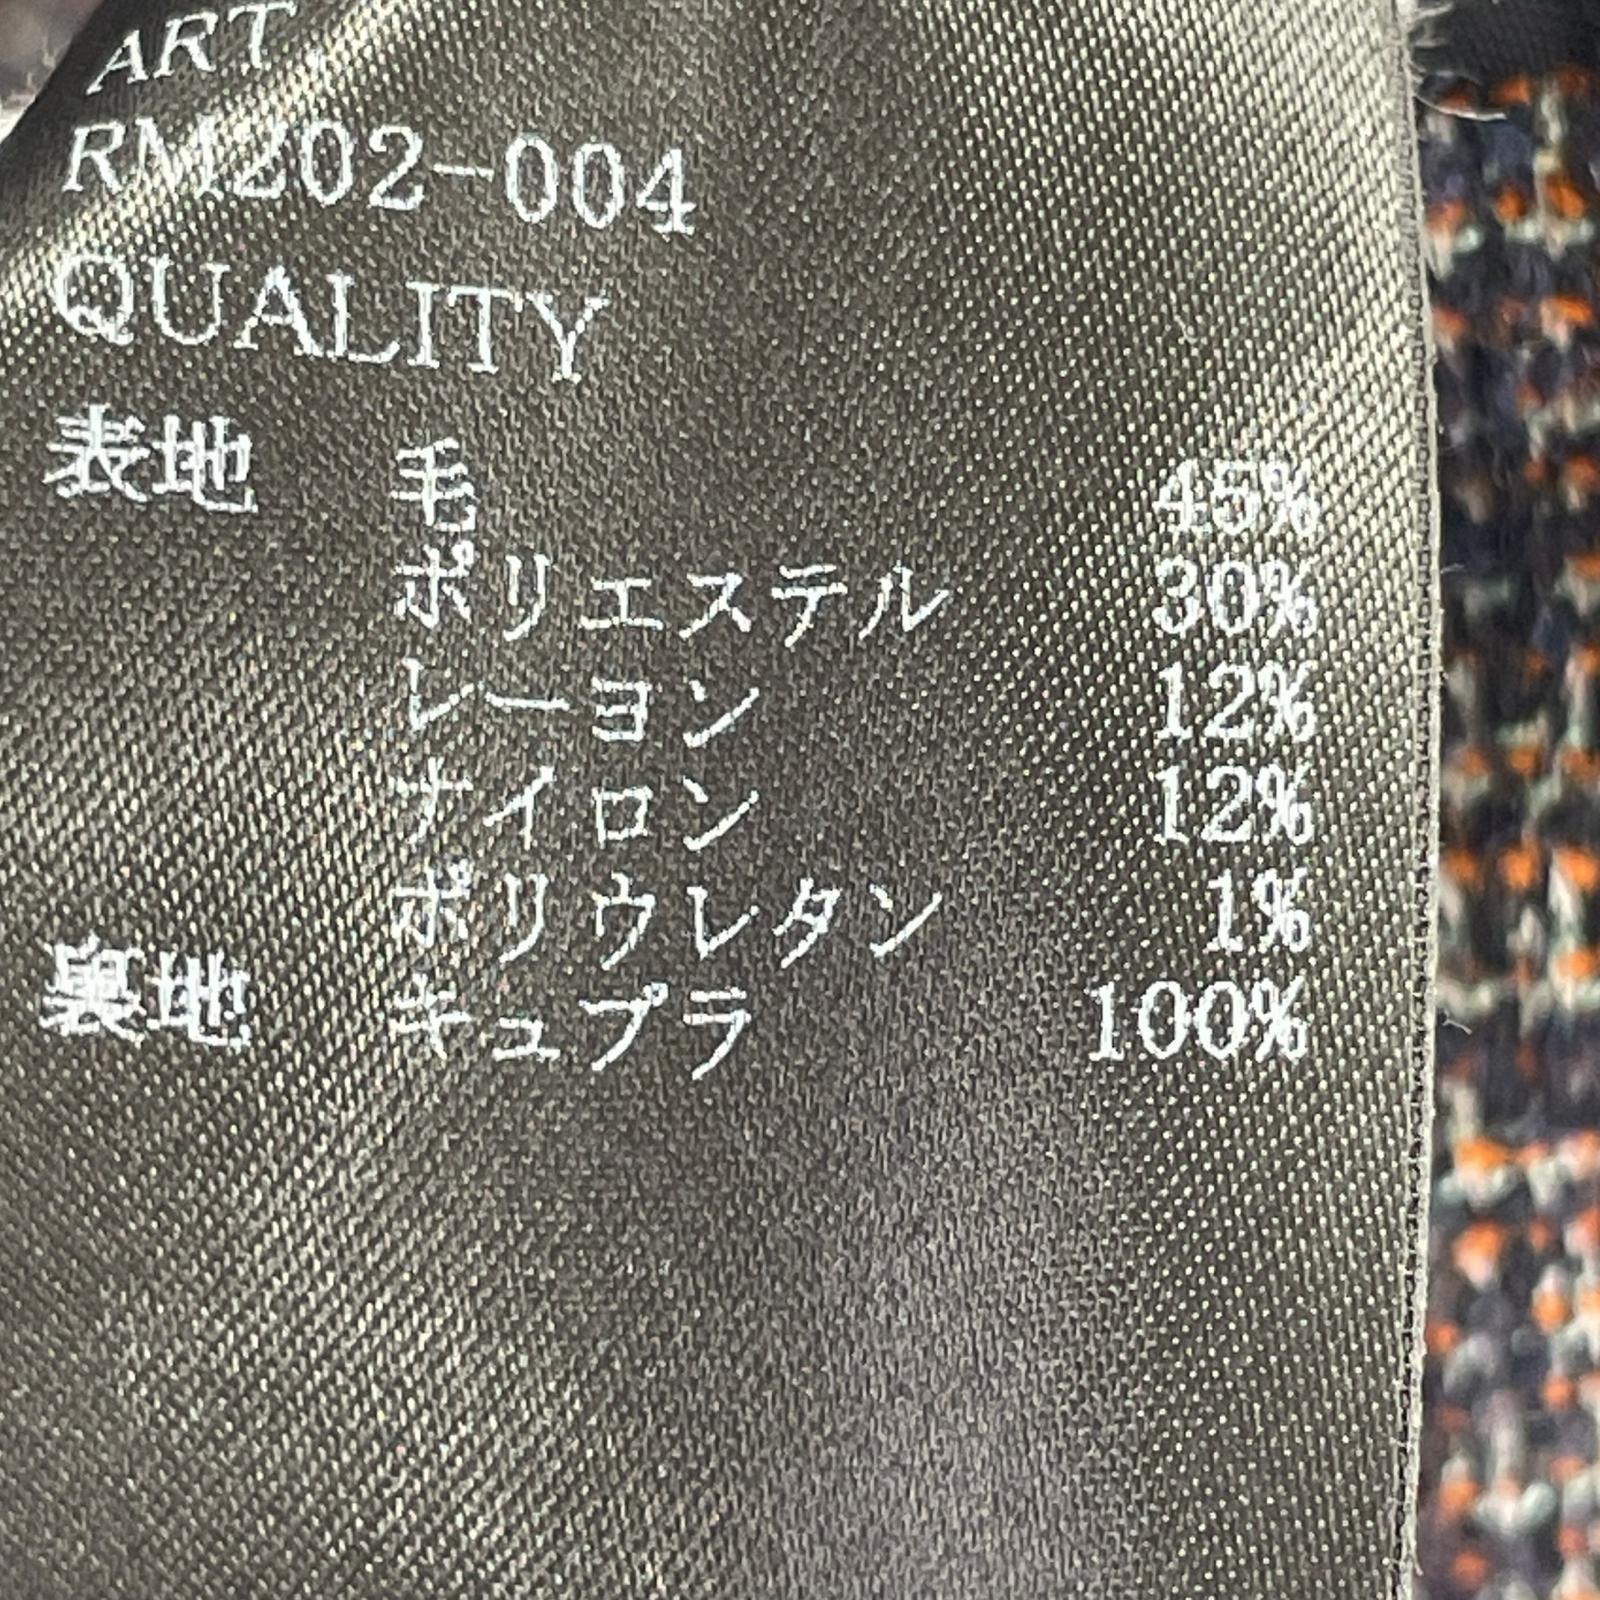 ART.
RM202-004
QUALITY
表地 毛 45%
ポリエステル 30%
レーヨン 12%
ナイロン 12%
ポリウレタン 1%
裏地 キュプラ 100%